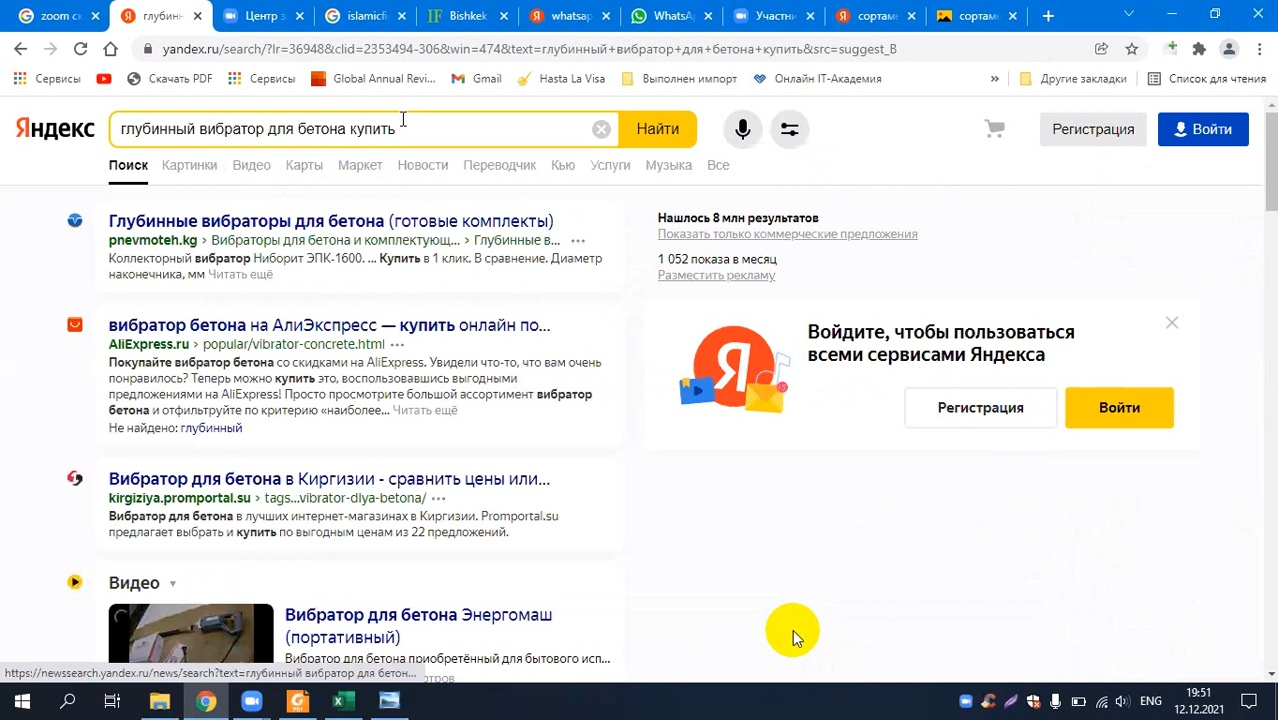 zoom ск
глубинн
Центр з
islamicfi
Bishkek
whatsap
WhatsA
Участни
сортаме
сортам
yandex.ru/search/?lr=36948&clid=2353494-306&win=474&text=глубинный+вибратор+для+бетона+купить&src=suggest_B
Сервисы
Скачать PDF
Сервисы
Global Annual Revi...
Gmail
Hasta La Visa
Выполнен импорт
Онлайн IT-Академия
»
Другие закладки
Список для чтения
Яндекс
глубинный вибратор для бетона купить
Найти
Регистрация
Войти
Поиск Картинки Видео Карты Маркет Новости Переводчик Кью Услуги Музыка Все
Глубинные вибраторы для бетона (готовые комплекты)
pnevmoteh.kg > Вибраторы для бетона и комплектующ... > Глубинные в...
Коллекторный вибратор Ниборит ЭПК-1600. ... Купить в 1 клик. В сравнение. Диаметр
наконечника, мм Читать ещё
вибратор бетона на АлиЭкспресс — купить онлайн по...
AliExpress.ru > popular/vibrator-concrete.html
Покупайте вибратор бетона со скидками на AliExpress. Увидели что-то, что вам очень
понравилось? Теперь можно купить это, воспользовавшись выгодными
предложениями на AliExpress! Просто просмотрите большой ассортимент вибратор
бетона и отфильтруйте по критерию «наиболее... Читать ещё
Не найдено: глубинный
Вибратор для бетона в Киргизии - сравнить цены или...
kirgiziya.promportal.su > tags...vibrator-dlya-betona/
Вибратор для бетона в лучших интернет-магазинах в Киргизии. Promportal.su
предлагает выбрать и купить по выгодным ценам из 22 предложений.
Видео
Вибратор для бетона Энергомаш
(портативный)
Вибратор для бетона приобретённый для бытового исп...
Нашлось 8 млн результатов
Показать только коммерческие предложения
1 052 показа в месяц
Разместить рекламу
Войдите, чтобы пользоваться
всеми сервисами Яндекса
Регистрация
Войти
https://newssearch.yandex.ru/news/search?text=глубинный вибратор для бетон...
ENG
19:51
12.12.2021